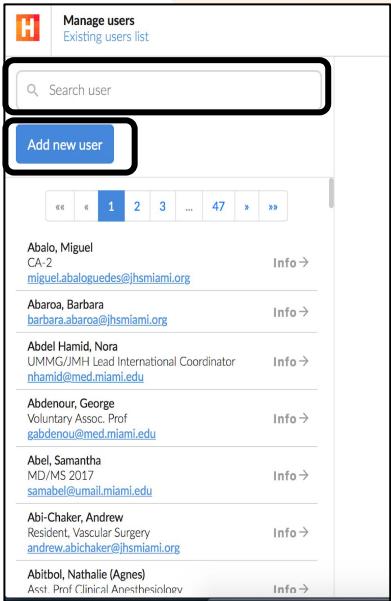 H
Manage users
Existing users list
Search user
Add new user
«« « 1 2 3 ... 47 » »»
Abalo, Miguel
CA-2
Info →
miguel.abaloguedes@jhsmiami.org
Abaroa, Barbara
Info →
barbara.abaroa@jhsmiami.org
Abdel Hamid, Nora
UMMG/JMH Lead International Coordinator
Info →
nhamid@med.miami.edu
Abdenour, George
Voluntary Assoc. Prof
Info →
gabdenou@med.miami.edu
Abel, Samantha
MD/MS 2017
Info →
samabel@umail.miami.edu
Abi-Chaker, Andrew
Resident, Vascular Surgery
Info →
andrew.abichaker@jhsmiami.org
Abitbol, Nathalie (Agnes)
Asst. Prof Clinical Anesthesiology
Info →